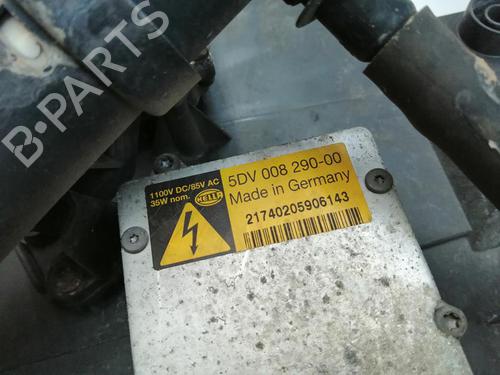 B-PARTS
1100V DC/85V AC
35W nom.
HELLA
5DV 008 290-00
Made in Germany
21740205906143